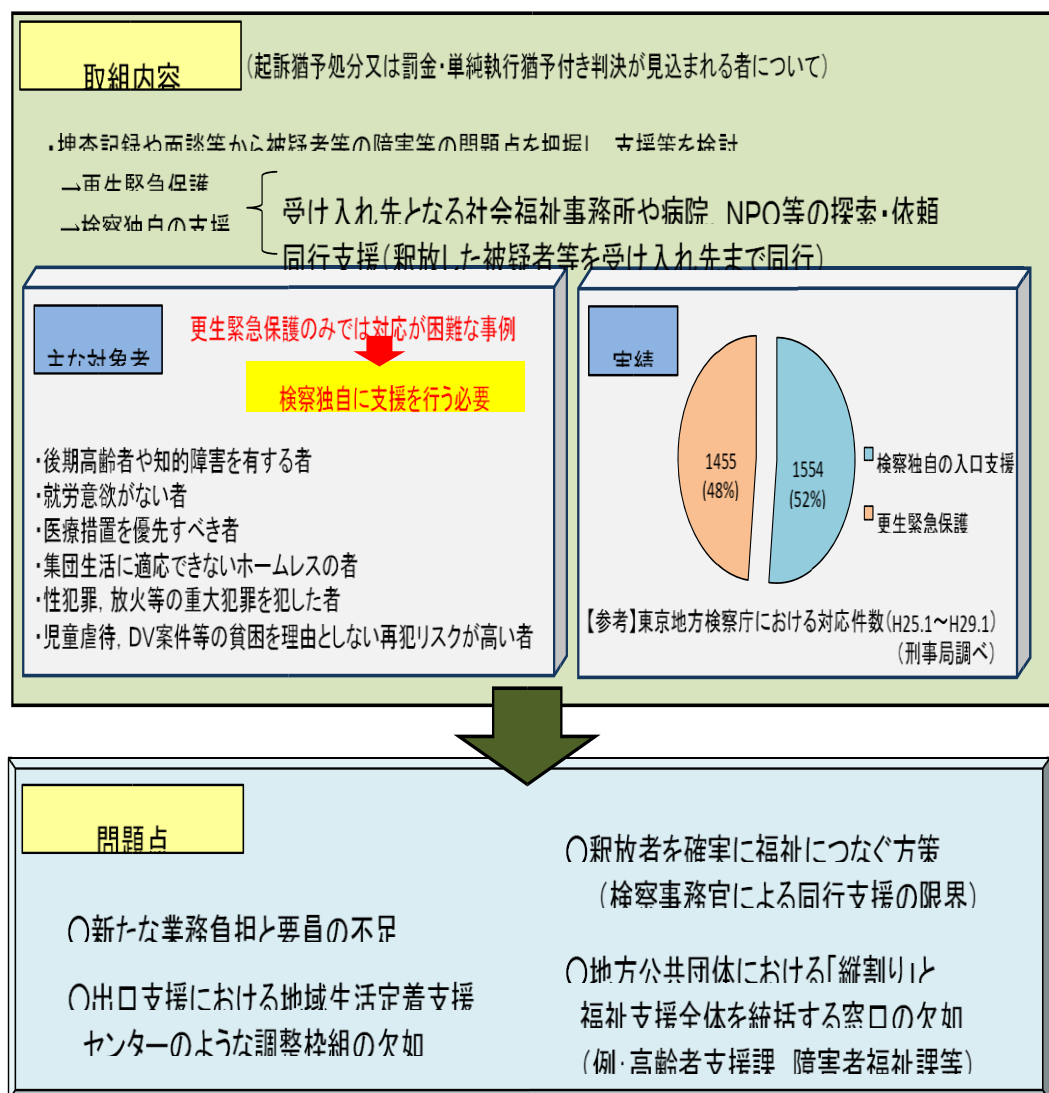 取組内容
(起訴猶予処分又は罰金・単純執行猶予付き判決が見込まれる者について)
・捜査記録や面談等から被疑者等の障害等の問題点を把握し 支援等を検討
→更生緊急保護
→検察独自の支援
受け入れ先となる社会福祉事務所や病院, NPO等の探索・依頼
同行支援(釈放した被疑者等を受け入れ先まで同行)
主な対象者
更生緊急保護のみでは対応が困難な事例
検察独自に支援を行う必要
・後期高齢者や知的障害を有する者
・就労意欲がない者
・医療措置を優先すべき者
・集団生活に適応できないホームレスの者
・性犯罪, 放火等の重大犯罪を犯した者
・児童虐待, DV案件等の貧困を理由としない再犯リスクが高い者
実績
1455
(48%)
1554
(52%)
検察独自の入口支援
更生緊急保護
【参考】東京地方検察庁における対応件数(H25.1～H29.1)
(刑事局調べ)
問題点
○新たな業務負担と要員の不足
○出口支援における地域生活定着支援
センターのような調整枠組の欠如
○釈放者を確実に福祉につなぐ方策
(検察事務官による同行支援の限界)
○地方公共団体における「縦割り」と
福祉支援全体を統括する窓口の欠如
(例：高齢者支援課 障害者福祉課等)